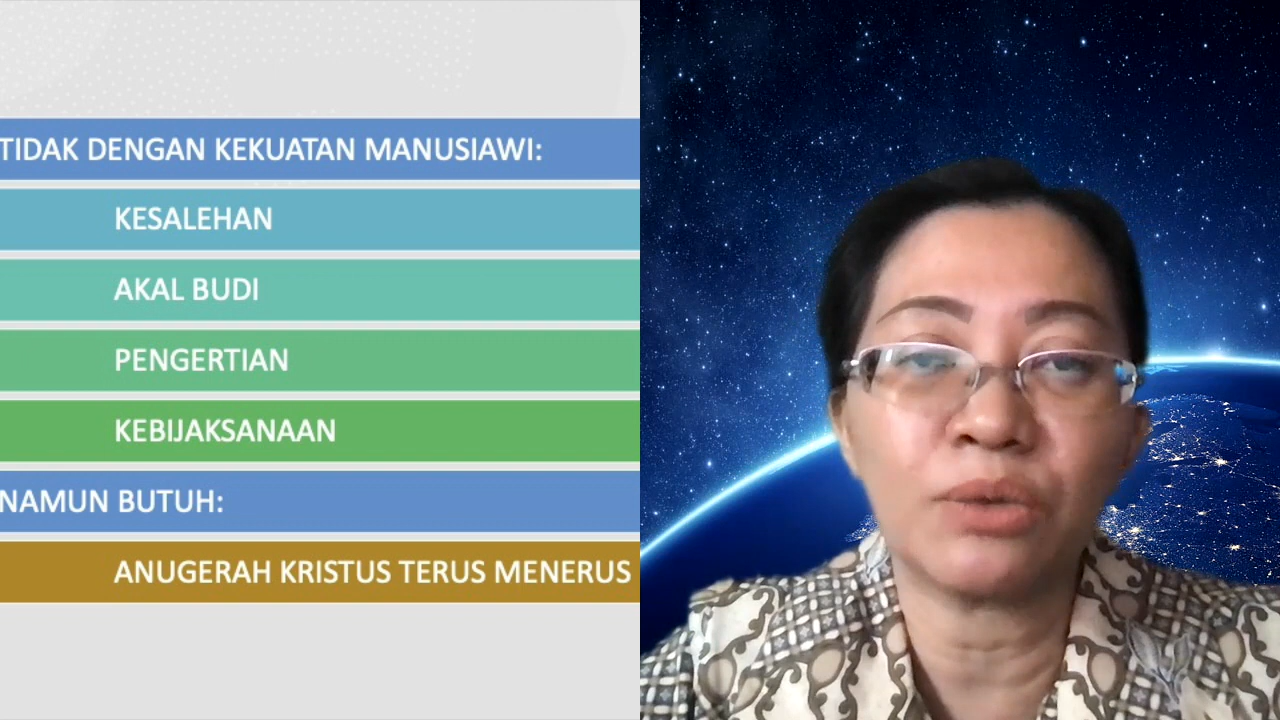 TIDAK DENGAN KEKUATAN MANUSIAWI:
KESALEHAN
AKAL BUDI
PENGERTIAN
KEBIJAKSANAAN
NAMUN BUTUH:
ANUGERAH KRISTUS TERUS MENERUS